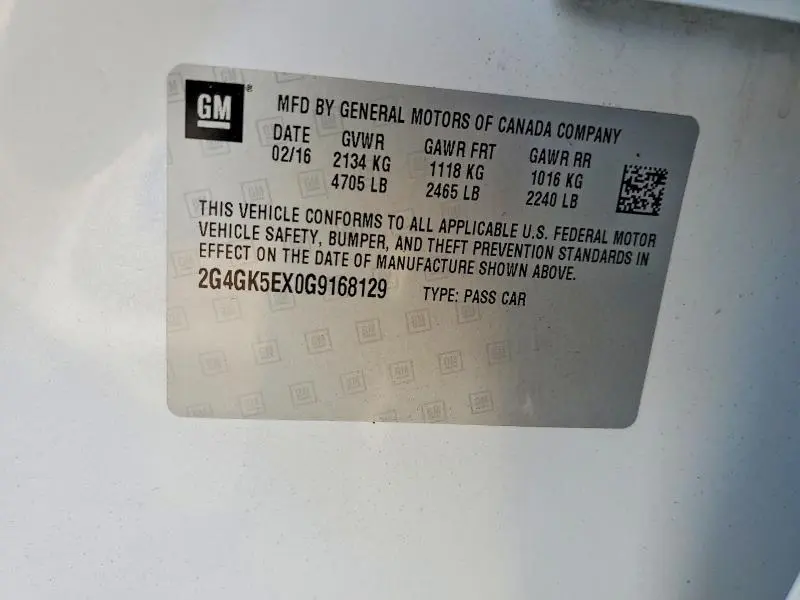 GM ®
MFD BY GENERAL MOTORS OF CANADA COMPANY
DATE GVWR GAWR FRT GAWR RR
02/16 2134 KG 1118 KG 1016 KG
4705 LB 2465 LB 2240 LB
THIS VEHICLE CONFORMS TO ALL APPLICABLE U.S. FEDERAL MOTOR
VEHICLE SAFETY, BUMPER, AND THEFT PREVENTION STANDARDS IN
EFFECT ON THE DATE OF MANUFACTURE SHOWN ABOVE.
2G4GK5EX0G9168129 TYPE: PASS CAR